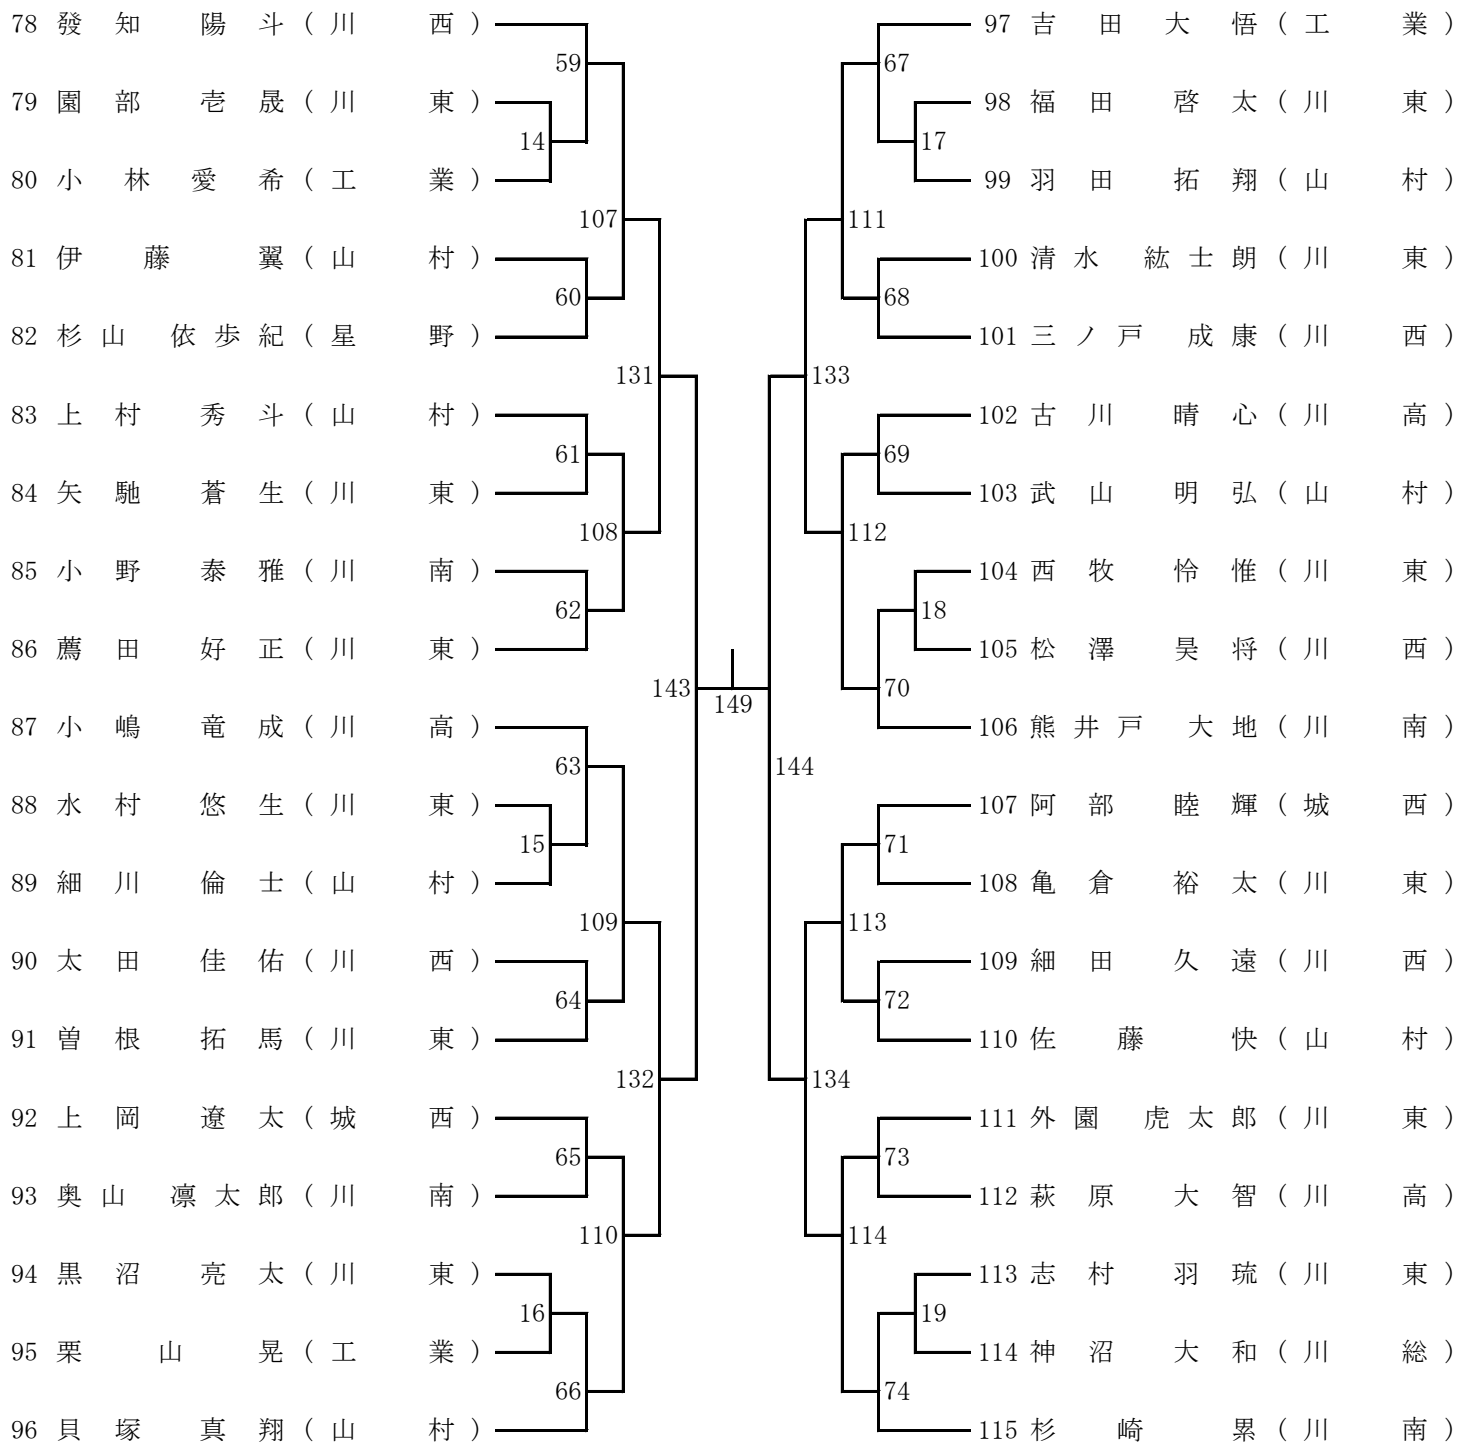 78 發知 陽斗 (川西)
59
79 園部 壱晟 (川東)
14
80 小林 愛希 (工業)
107
81 伊藤 翼 (山村)
60
82 杉山 依歩紀 (星野)
131
83 上村 秀斗 (山村)
61
84 矢馳 蒼生 (川東)
108
85 小野 泰雅 (川南)
62
86 薦田 好正 (川東)
143
87 小嶋 竜成 (川高)
63
88 水村 悠生 (川東)
15
89 細川 倫士 (山村)
109
90 太田 佳佑 (川西)
64
91 曽根 拓馬 (川東)
132
92 上岡 遼太 (城西)
65
93 奥山 凛太郎 (川南)
110
94 黒沼 亮太 (川東)
16
95 栗山 晃 (工業)
66
96 貝塚 真翔 (山村)
149
97 吉田 大悟 (工業)
67
98 福田 啓太 (川東)
17
99 羽田 拓翔 (山村)
111
100 清水 紘士朗 (川東)
68
101 三ノ戸 成康 (川西)
133
102 古川 晴心 (川高)
69
103 武山 明弘 (山村)
112
104 西牧 怜惟 (川東)
18
105 松澤 昊将 (川西)
70
106 熊井戸 大地 (川南)
144
107 阿部 睦輝 (城西)
71
108 亀倉 裕太 (川東)
113
109 細田 久遠 (川西)
72
110 佐藤 快 (山村)
134
111 外園 虎太郎 (川東)
73
112 萩原 大智 (川高)
114
113 志村 羽琉 (川東)
19
114 神沼 大和 (川総)
74
115 杉崎 累 (川南)